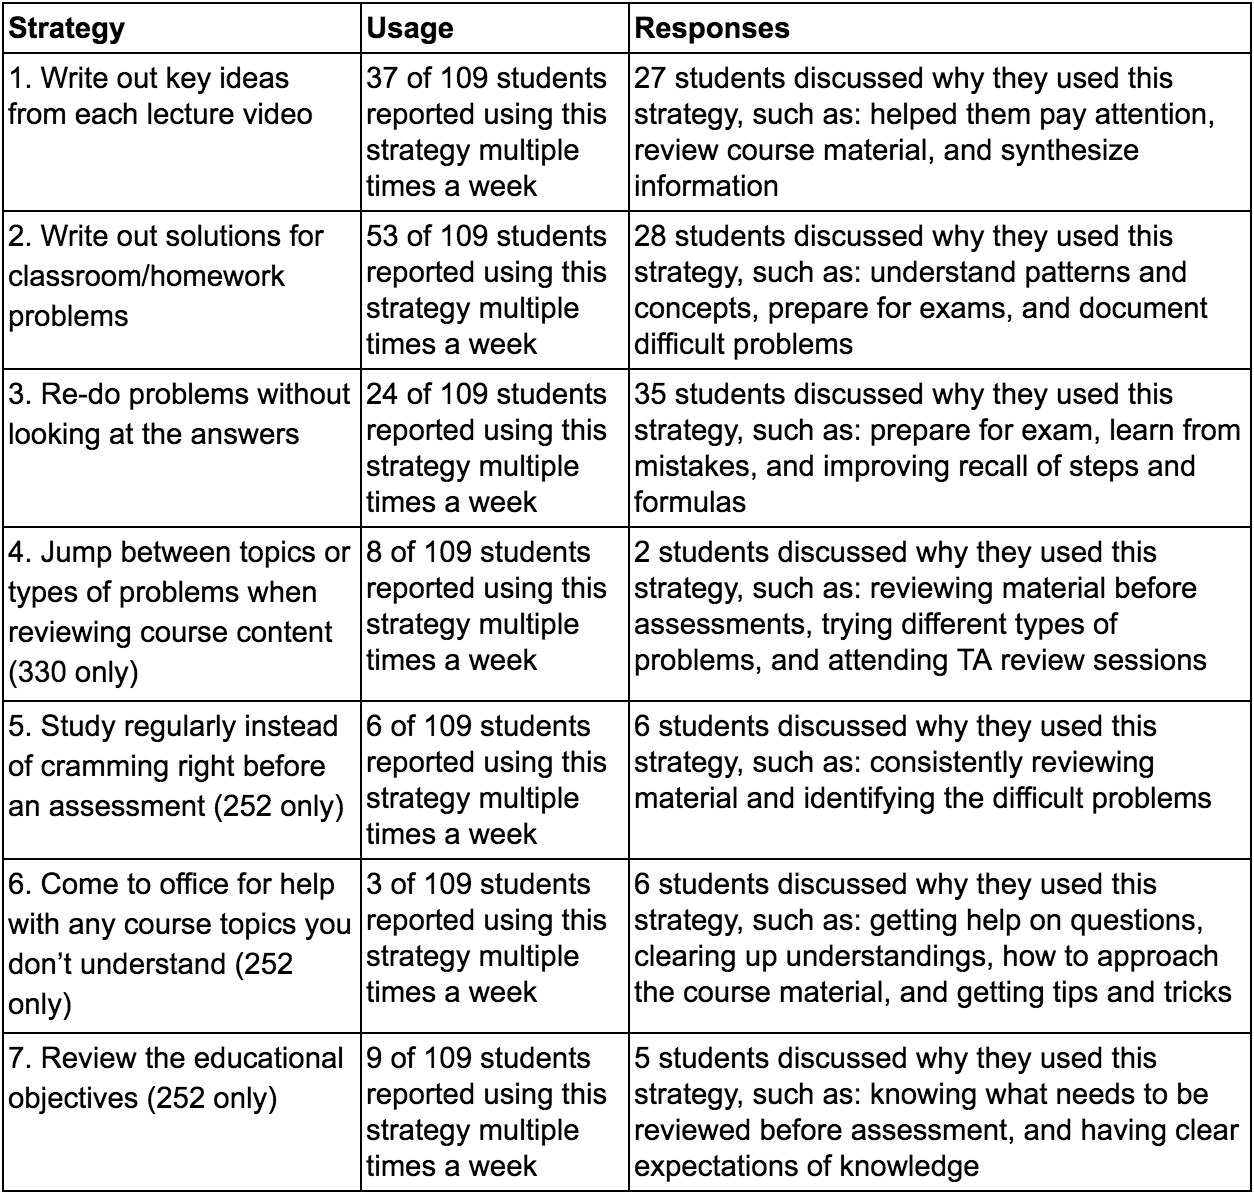 Strategy
Usage
Responses
1. Write out key ideas
from each lecture video
37 of 109 students
reported using this
strategy multiple
times a week
27 students discussed why they used this
strategy, such as: helped them pay attention,
review course material, and synthesize
information
2. Write out solutions for
classroom/homework
problems
53 of 109 students
reported using this
strategy multiple
times a week
28 students discussed why they used this
strategy, such as: understand patterns and
concepts, prepare for exams, and document
difficult problems
3. Re-do problems without
looking at the answers
24 of 109 students
reported using this
strategy multiple
times a week
35 students discussed why they used this
strategy, such as: prepare for exam, learn from
mistakes, and improving recall of steps and
formulas
4. Jump between topics or
types of problems when
reviewing course content
(330 only)
8 of 109 students
reported using this
strategy multiple
times a week
2 students discussed why they used this
strategy, such as: reviewing material before
assessments, trying different types of
problems, and attending TA review sessions
5. Study regularly instead
of cramming right before
an assessment (252 only)
6 of 109 students
reported using this
strategy multiple
times a week
6 students discussed why they used this
strategy, such as: consistently reviewing
material and identifying the difficult problems
6. Come to office for help
with any course topics you
don’t understand (252
only)
3 of 109 students
reported using this
strategy multiple
times a week
6 students discussed why they used this
strategy, such as: getting help on questions,
clearing up understandings, how to approach
the course material, and getting tips and tricks
7. Review the educational
objectives (252 only)
9 of 109 students
reported using this
strategy multiple
times a week
5 students discussed why they used this
strategy, such as: knowing what needs to be
reviewed before assessment, and having clear
expectations of knowledge